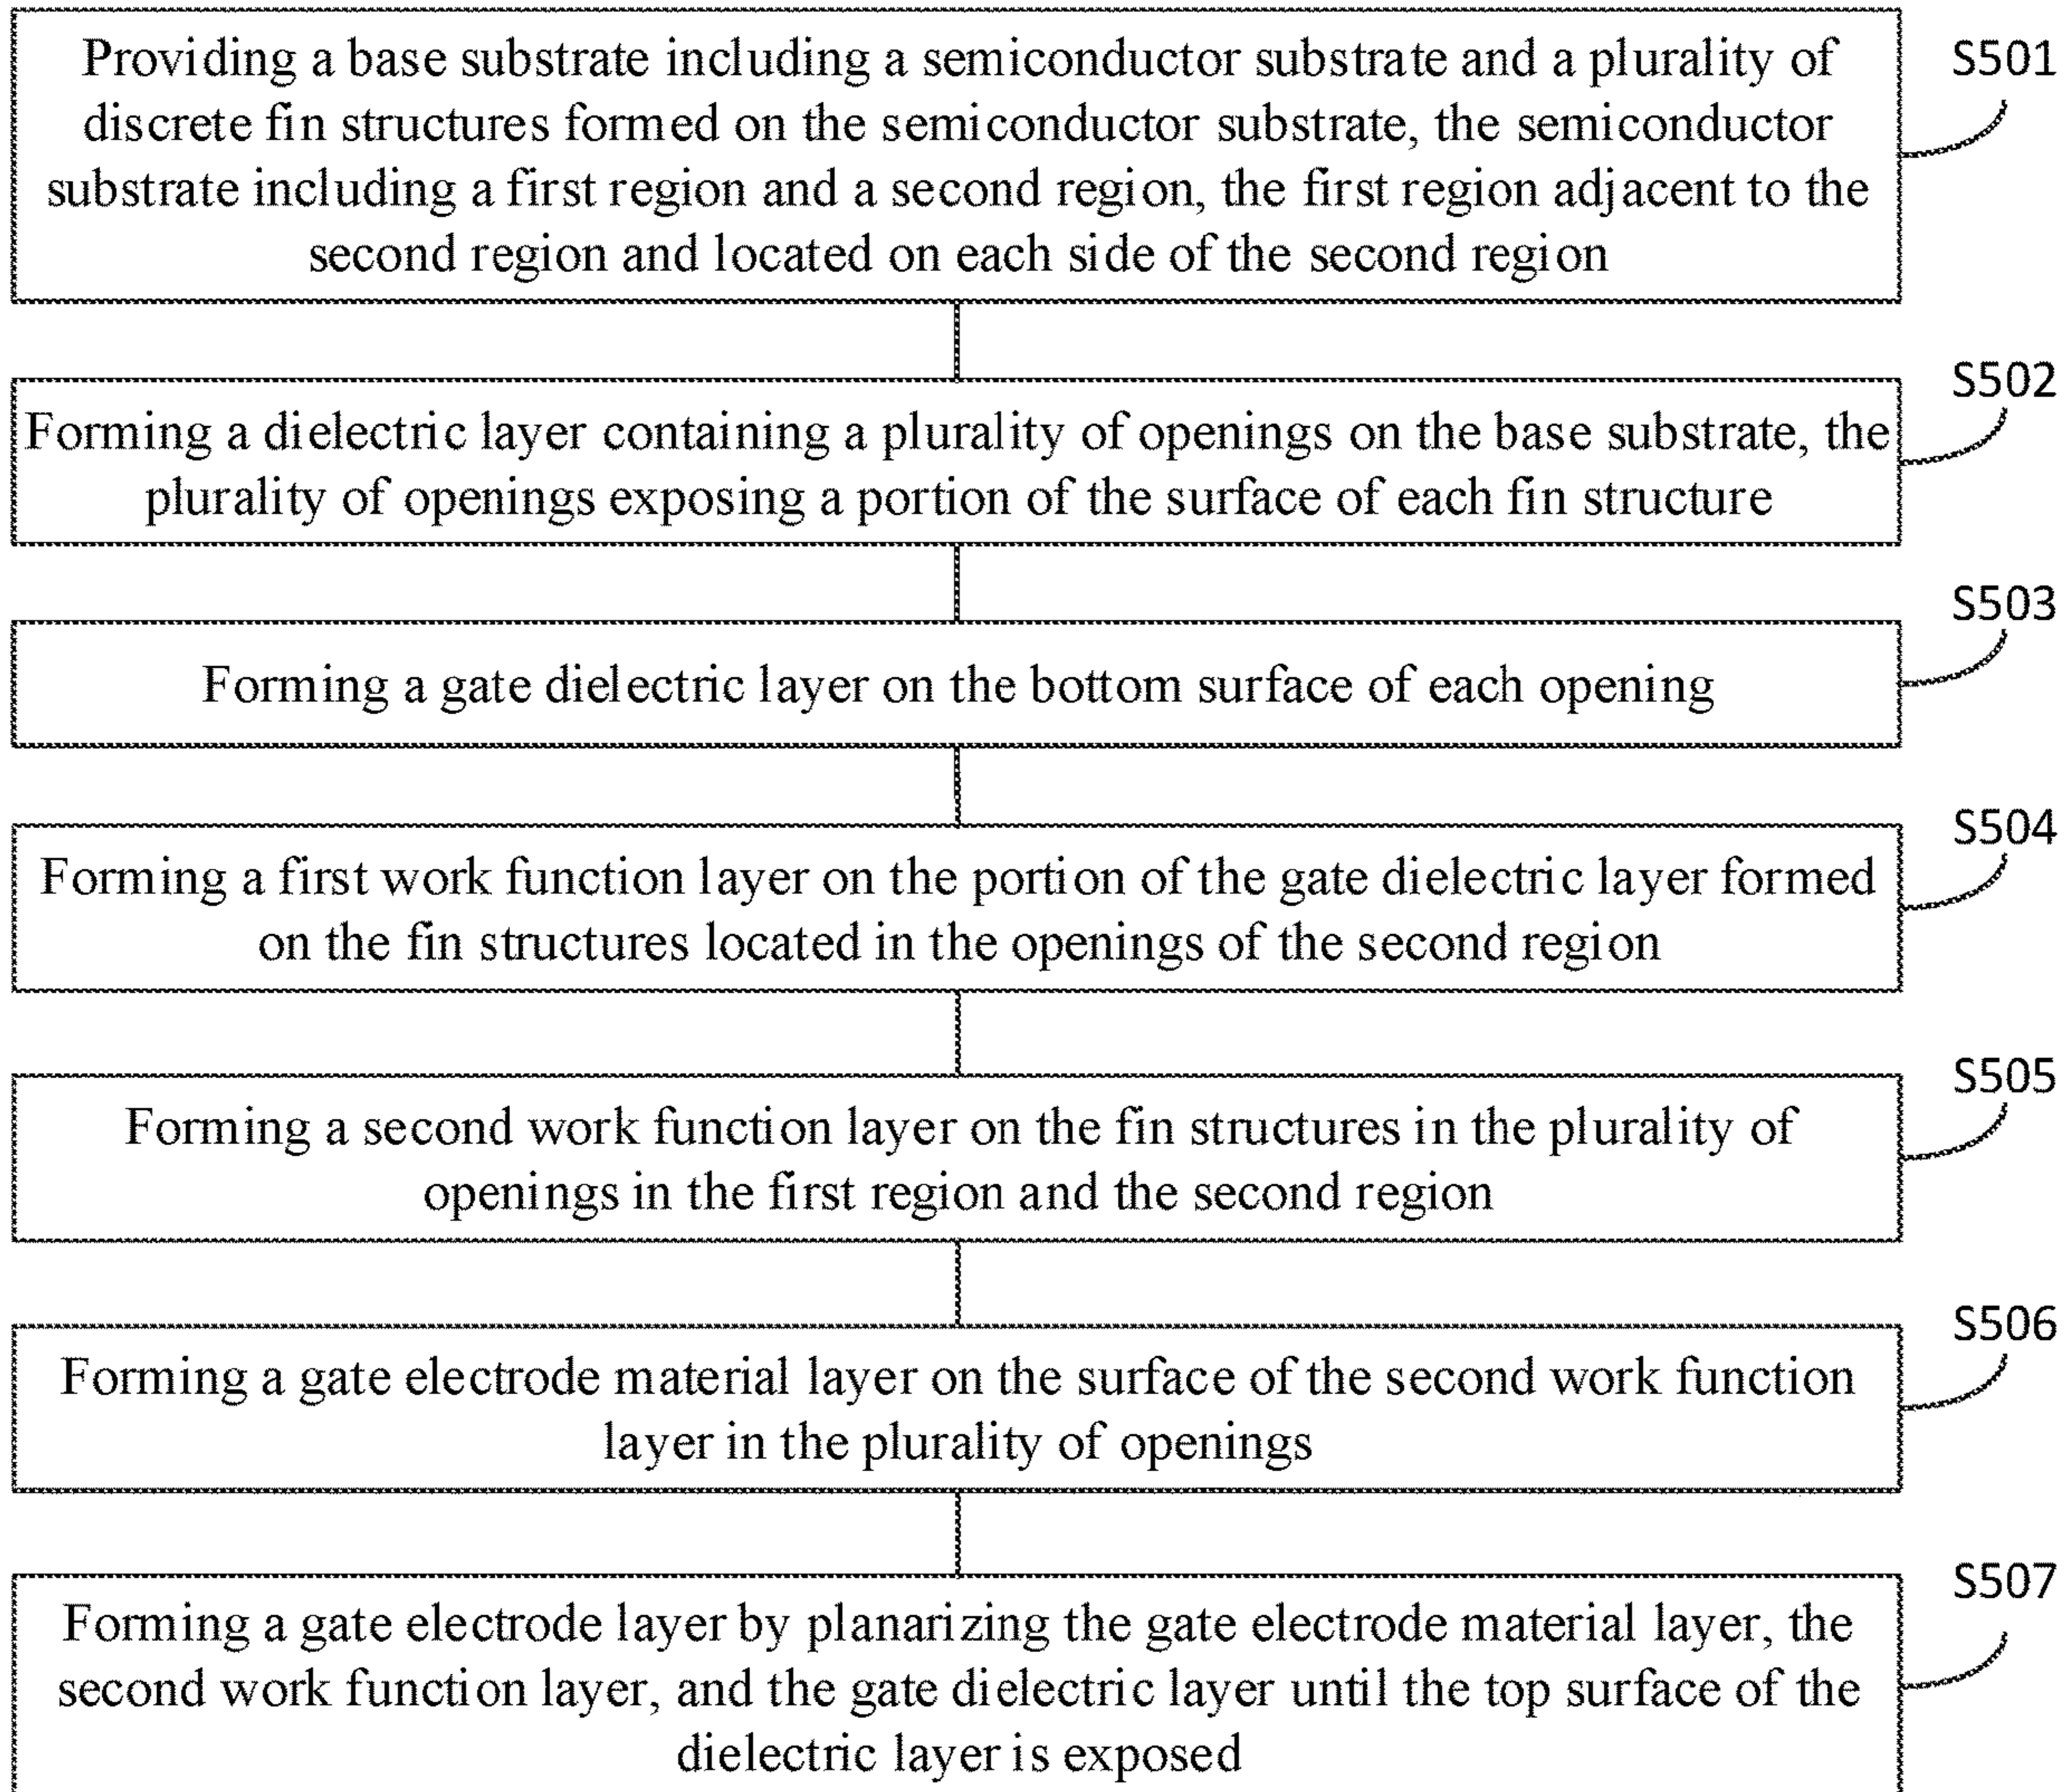 Providing a base substrate including a semiconductor substrate and a plurality of
discrete fin structures formed on the semiconductor substrate, the semiconductor
substrate including a first region and a second region, the first region adjacent to the
second region and located on each side of the second region
S501
Forming a dielectric layer containing a plurality of openings on the base substrate, the
plurality of openings exposing a portion of the surface of each fin structure
S502
Forming a gate dielectric layer on the bottom surface of each opening
S503
Forming a first work function layer on the portion of the gate dielectric layer formed
on the fin structures located in the openings of the second region
S504
Forming a second work function layer on the fin structures in the plurality of
openings in the first region and the second region
S505
Forming a gate electrode material layer on the surface of the second work function
layer in the plurality of openings
S506
Forming a gate electrode layer by planarizing the gate electrode material layer, the
second work function layer, and the gate dielectric layer until the top surface of the
dielectric layer is exposed
S507